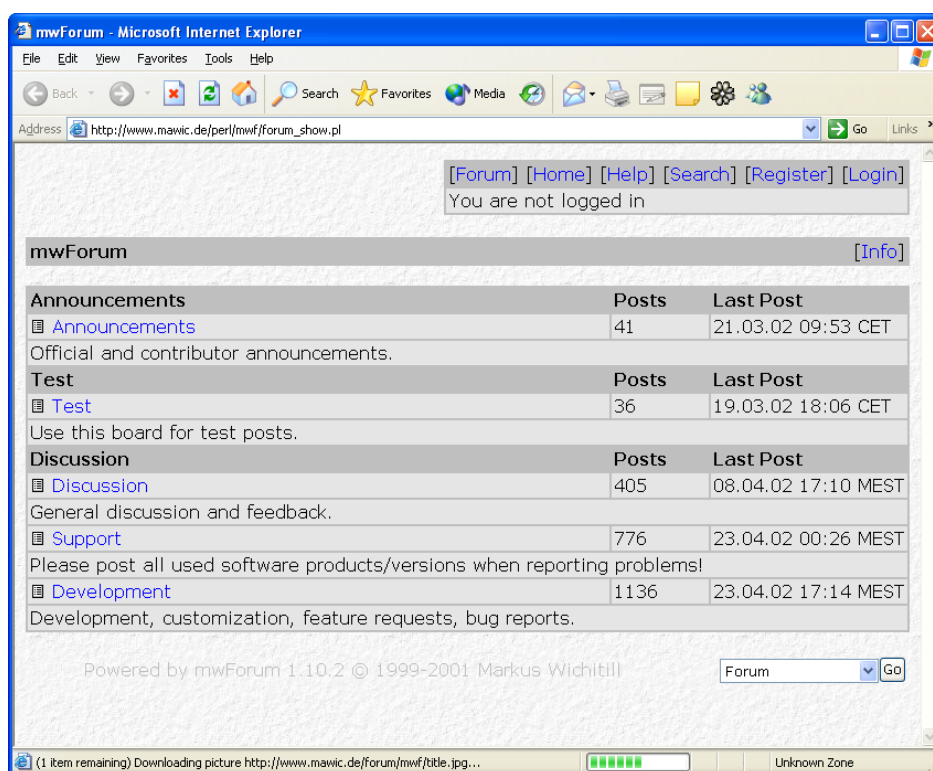 mwForum - Microsoft Internet Explorer
File Edit View Favorites Tools Help
Back Search Favorites Media
Address http://www.mawic.de/perl/mwf/forum_show.pl Go Links »
[Forum] [Home] [Help] [Search] [Register] [Login]
You are not logged in
mwForum [Info]
Announcements Posts Last Post
Announcements 41 21.03.02 09:53 CET
Official and contributor announcements.
Test Posts Last Post
Test 36 19.03.02 18:06 CET
Use this board for test posts.
Discussion Posts Last Post
Discussion 405 08.04.02 17:10 MEST
General discussion and feedback.
Support 776 23.04.02 00:26 MEST
Please post all used software products/versions when reporting problems!
Development 1136 23.04.02 17:14 MEST
Development, customization, feature requests, bug reports.
Powered by mwForum 1.10.2 © 1999-2001 Markus Wichitill Forum Go
(1 item remaining) Downloading picture http://www.mawic.de/forum/mwf/title.jpg... Unknown Zone